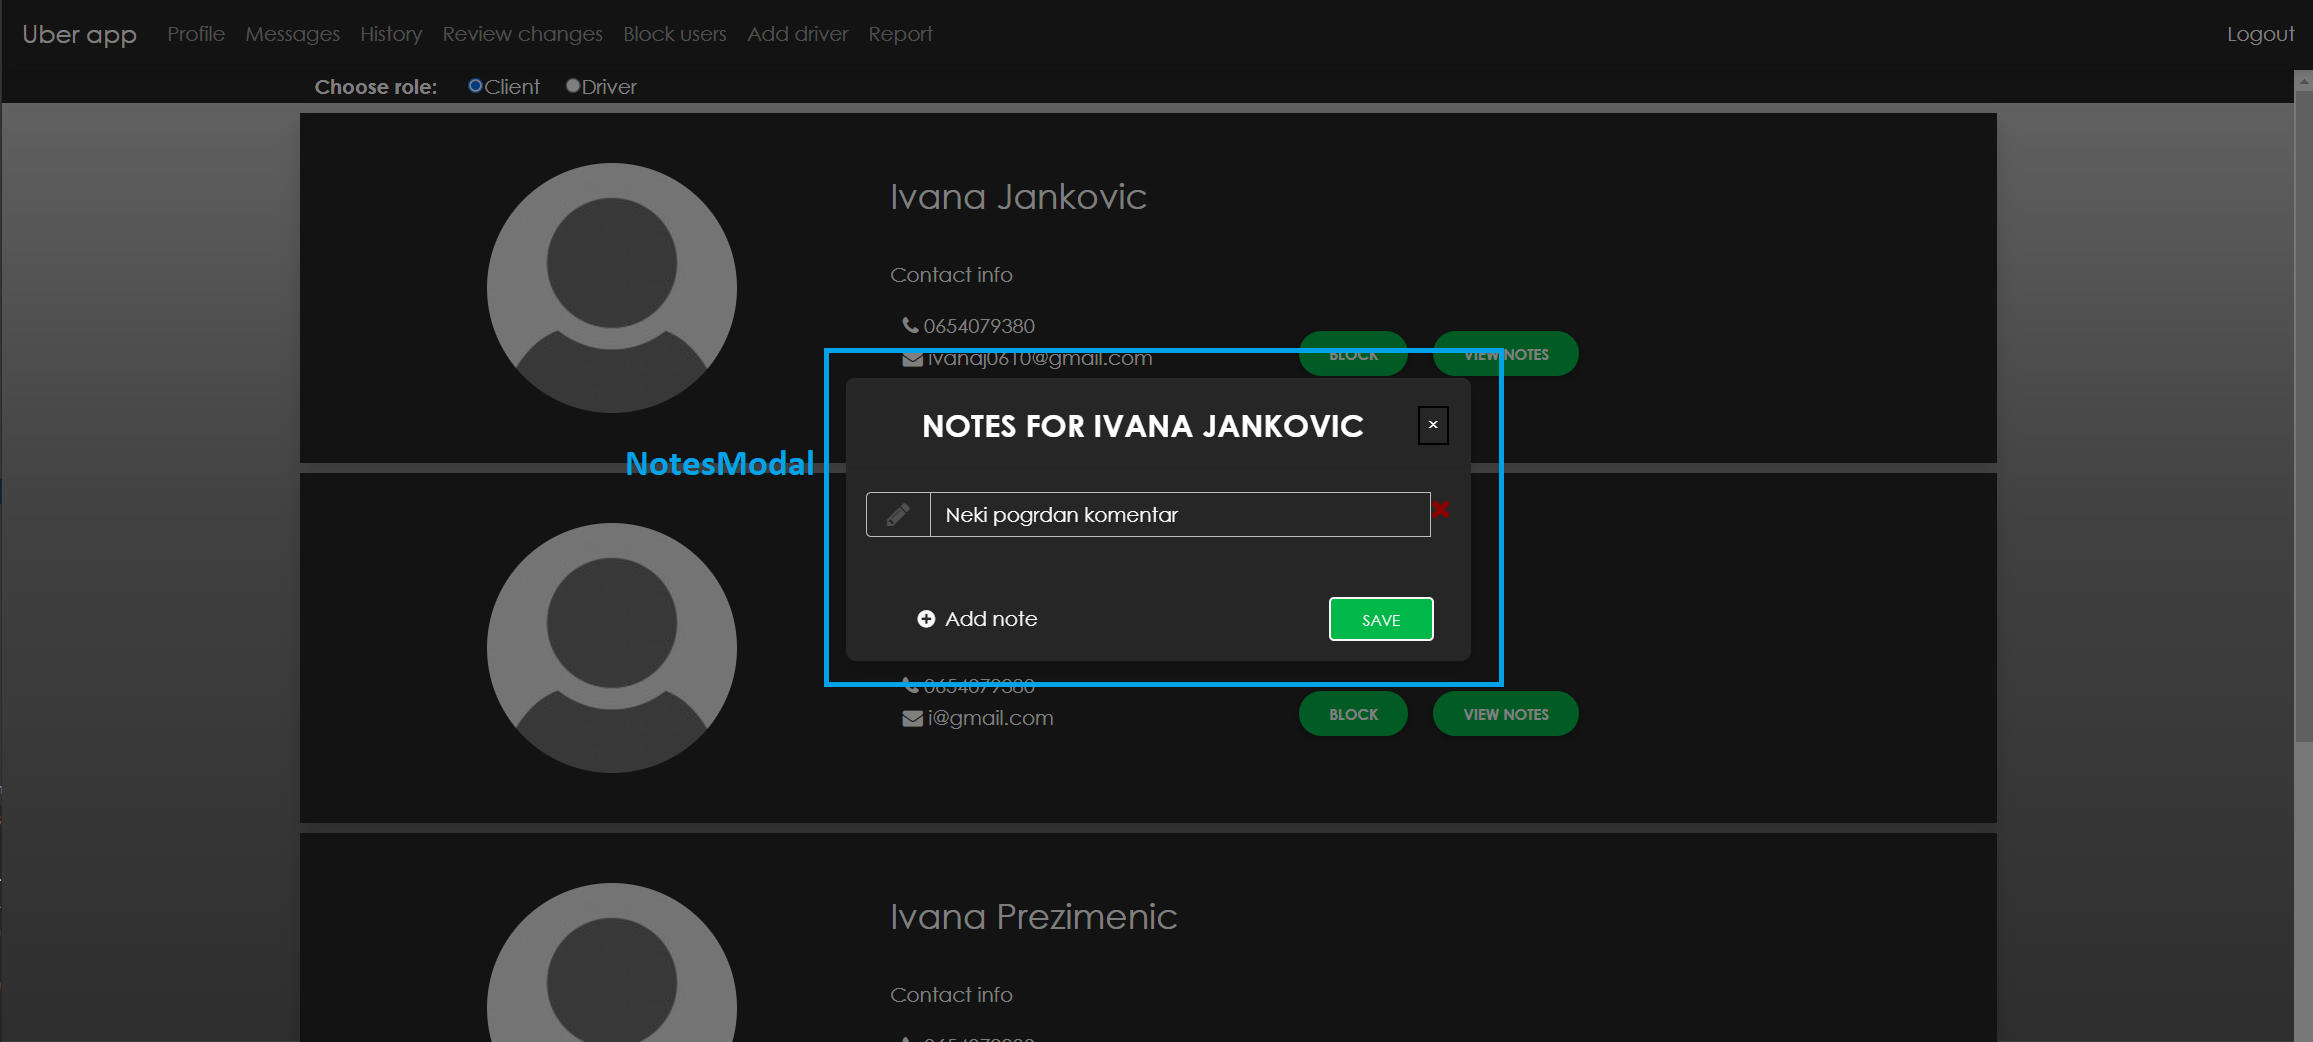 Uber app Profile Messages History Review changes Block users Add driver Report Logout
Choose role: Client Driver
Ivana Jankovic
Contact info
0654079380
ivanaj0610@gmail.com BLOCK VIEW NOTES
NOTES FOR IVANA JANKOVIC ×
NotesModal
Neki pogrdan komentar
Add note SAVE
0654079380
i@gmail.com BLOCK VIEW NOTES
Ivana Prezimenic
Contact info